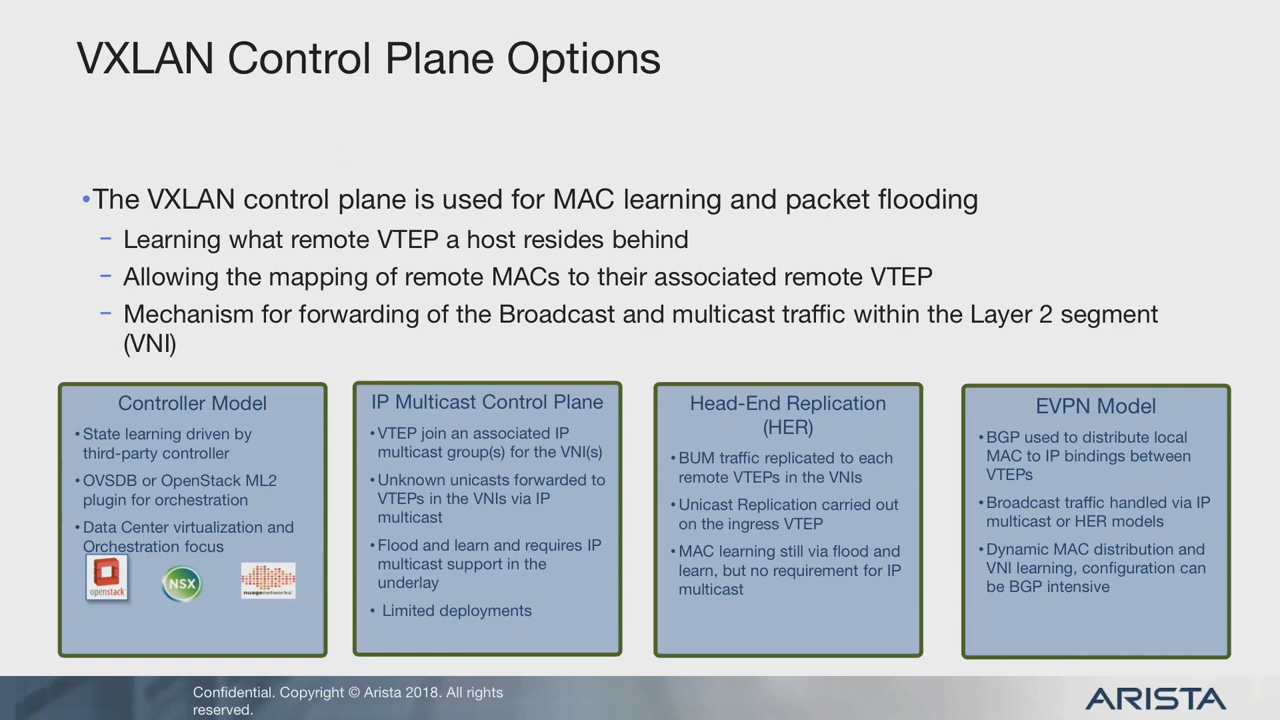 VXLAN Control Plane Options
•The VXLAN control plane is used for MAC learning and packet flooding
– Learning what remote VTEP a host resides behind
– Allowing the mapping of remote MACs to their associated remote VTEP
– Mechanism for forwarding of the Broadcast and multicast traffic within the Layer 2 segment
(VNI)
Controller Model
•State learning driven by
third-party controller
•OVSDB or OpenStack ML2
plugin for orchestration
•Data Center virtualization and
Orchestration focus
openstack
NSX
nuagenetworks
IP Multicast Control Plane
•VTEP join an associated IP
multicast group(s) for the VNI(s)
•Unknown unicasts forwarded to
VTEPs in the VNIs via IP
multicast
•Flood and learn and requires IP
multicast support in the
underlay
• Limited deployments
Head-End Replication
(HER)
•BUM traffic replicated to each
remote VTEPs in the VNIs
•Unicast Replication carried out
on the ingress VTEP
•MAC learning still via flood and
learn, but no requirement for IP
multicast
EVPN Model
•BGP used to distribute local
MAC to IP bindings between
VTEPs
•Broadcast traffic handled via IP
multicast or HER models
•Dynamic MAC distribution and
VNI learning, configuration can
be BGP intensive
Confidential. Copyright © Arista 2018. All rights
reserved.
ARISTA